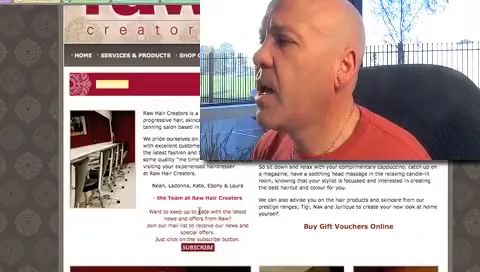 raw
creator
HOME
SERVICES & PRODUCTS
SHOP
Raw Hair Creators is a
progressive hair, skinc
tanning salon based in
We pride ourselves on
with excellent custome
the latest fashion and
some quality "me time
visiting your experienced hairdresser
at Raw Hair Creators.
Nean, Ladonna, Kate, Ebony & Laura
- the Team at Raw Hair Creators
Want to keep up to date with the latest
news and offers from Raw?
Join our mail list to receive our news and
special offers.
Just click on the subscribe button.
SUBSCRIBE
So sit down and relax with your complimentary cappuccino, catch up on
a magazine, have a soothing head massage in the relaxing candle-lit
room, knowing that your stylist is focussed and interested in creating
the best haircut and colour for you.
We can also advise you on the hair products and skincare from our
prestige ranges; Tigi, Nak and Jurlique to create your new look at home
yourself.
Buy Gift Vouchers Online